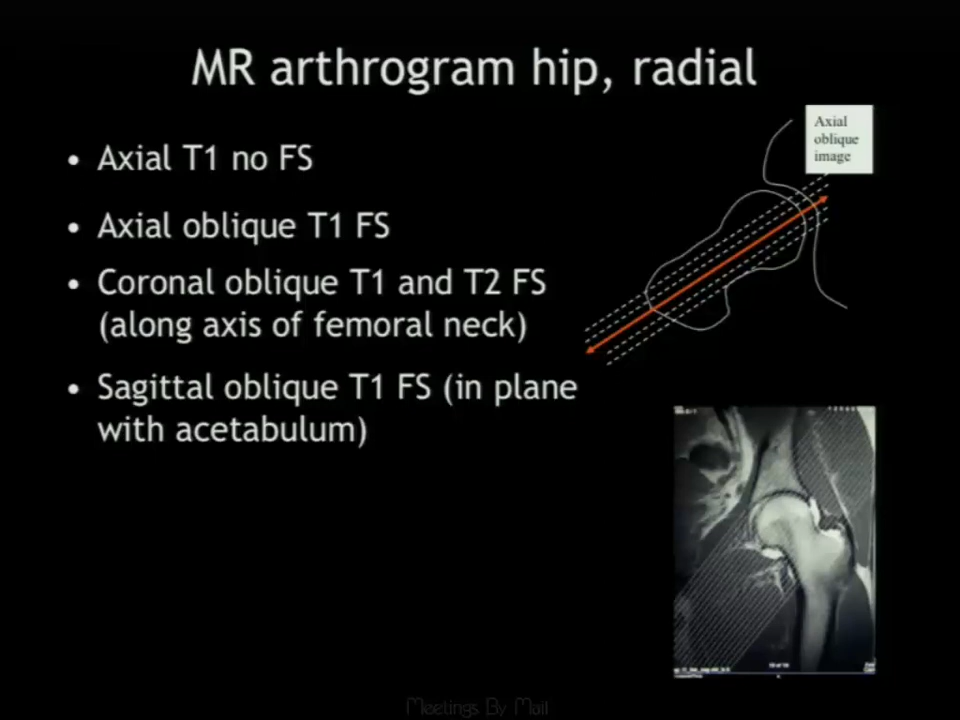 MR arthrogram hip, radial
Axial
oblique
image
• Axial T1 no FS
• Axial oblique T1 FS
• Coronal oblique T1 and T2 FS
(along axis of femoral neck)
• Sagittal oblique T1 FS (in plane
with acetabulum)
Meetings By Mail